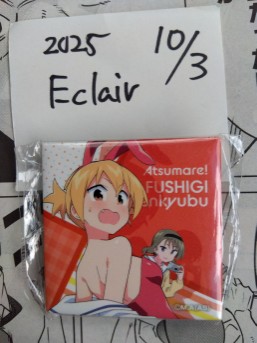 2025 10/3
Eclair
Atsumare!
FUSHIGI
enkyubu